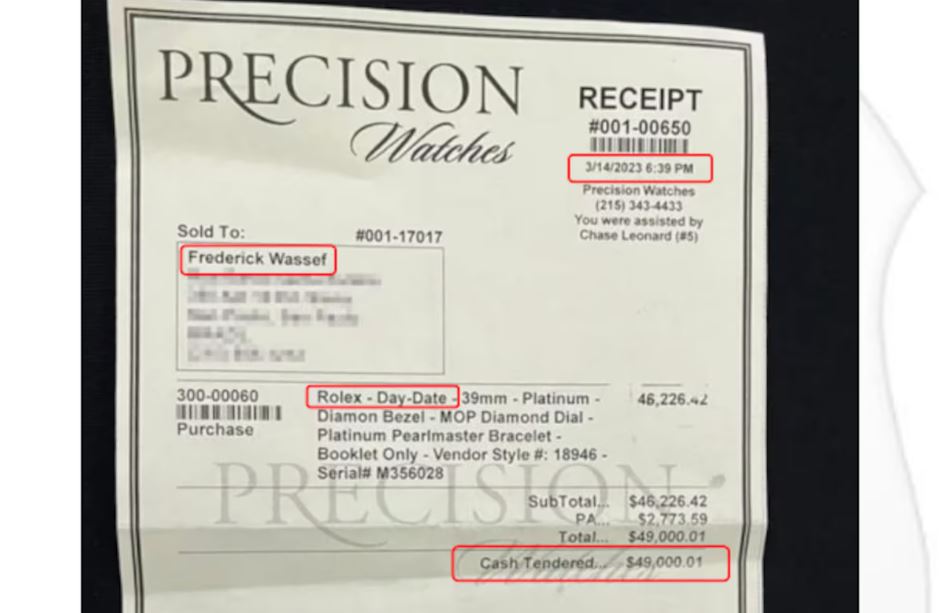 PRECISION
Watches
RECEIPT
#001-00650
3/14/2023 6:39 PM
Precision Watches
(215) 343-4433
You were assisted by
Chase Leonard (#5)
Sold To:
#001-17017
Frederick Wassef
300-00060
Purchase
Rolex - Day-Date - 39mm - Platinum - 46,226.42
Diamon Bezel - MOP Diamond Dial -
Platinum Pearlmaster Bracelet -
Booklet Only - Vendor Style #: 18946 -
Serial# M356028
PRECISION
Watches
SubTotal... $46,226.42
PA... $2,773.59
Total... $49,000.01
Cash Tendered... $49,000.01